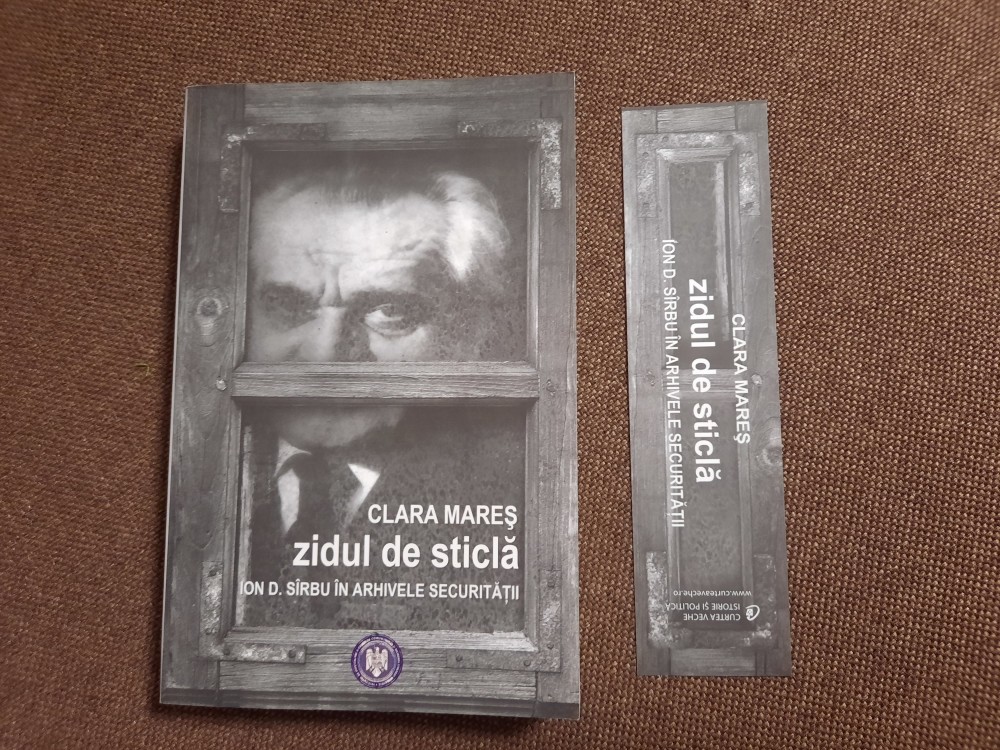 CLARA MAREŞ
zidul de sticlă
ION D. SÎRBU ÎN ARHIVELE SECURITĂŢII
CLARA MAREŞ
zidul de sticlă
ION D. SÎRBU ÎN ARHIVELE SECURITĂŢII
CURTEA VECHE
ISTORIE ŞI POLITICĂ
www.curteaveche.ro